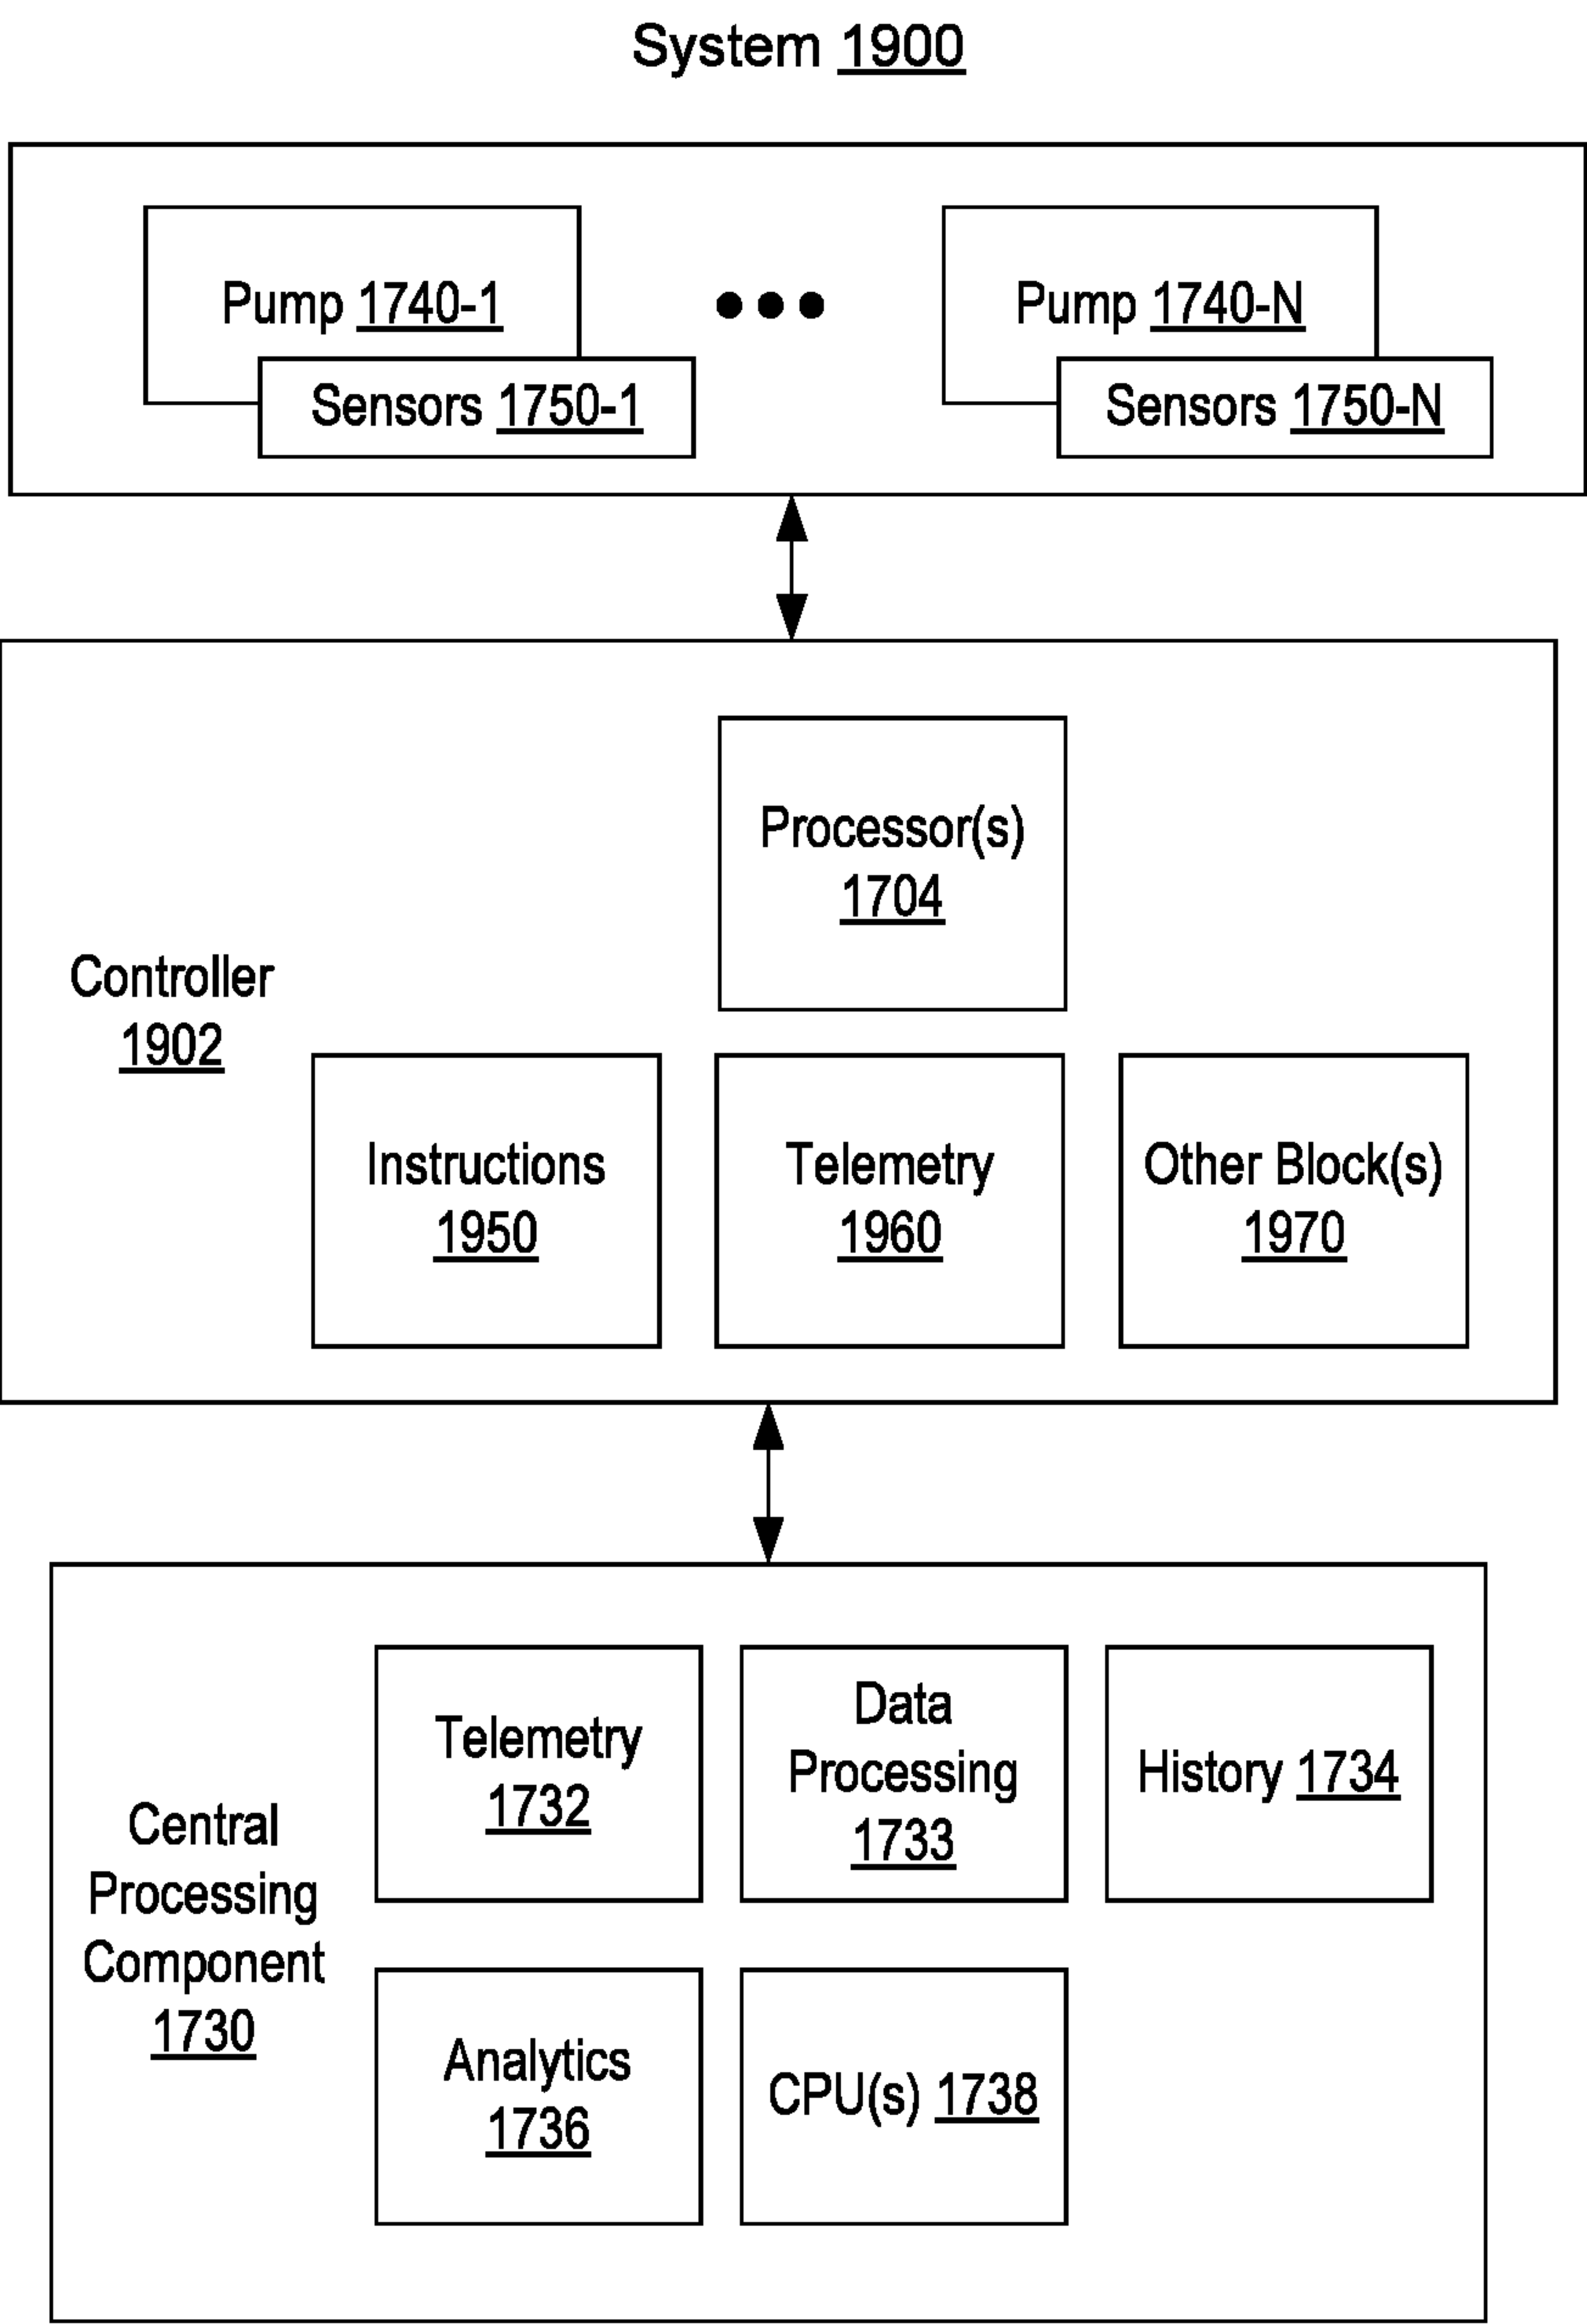 System 1900
Pump 1740-1
Pump 1740-N
Sensors 1750-1
Sensors 1750-N
Processor(s)
1704
Controller
1902
Instructions
1950
Telemetry
1960
Other Block(s)
1970
Central
Processing
Component
1730
Telemetry
1732
Data
Processing
1733
History 1734
Analytics
1736
CPU(s) 1738